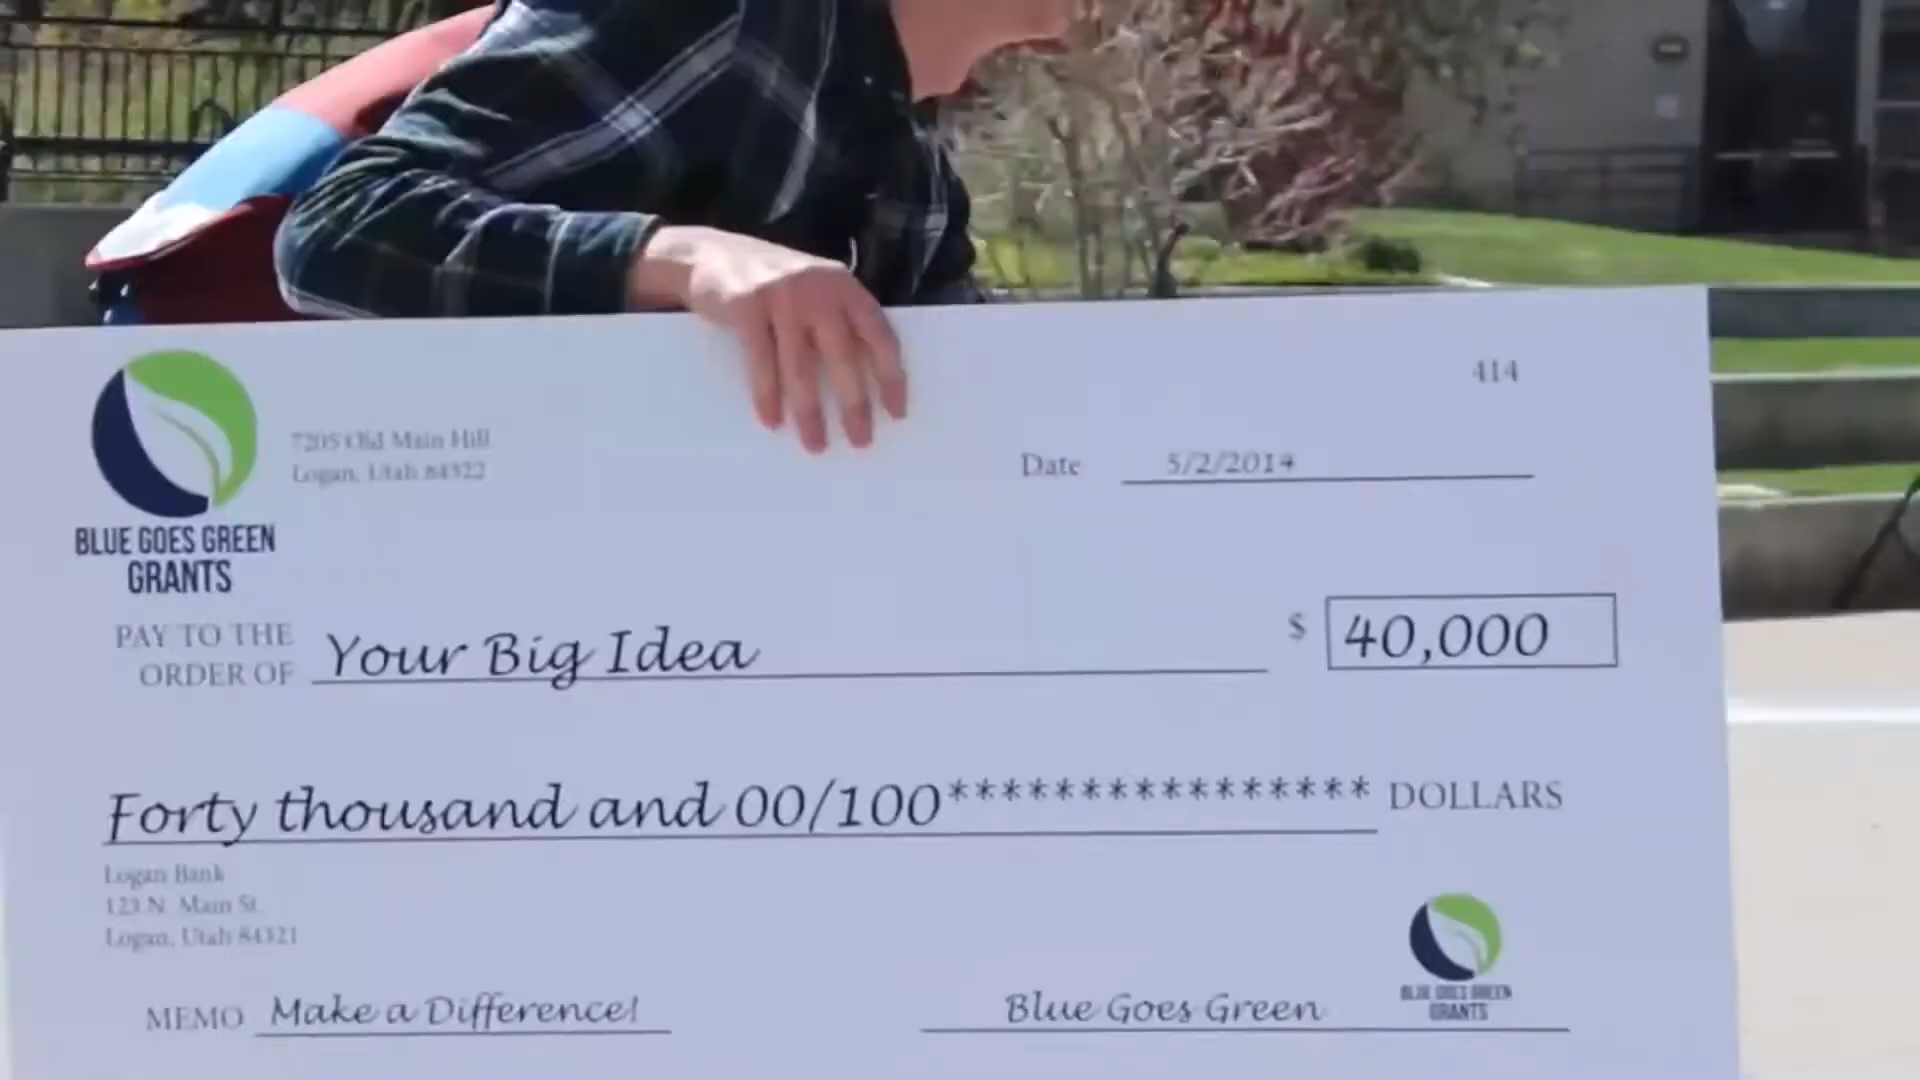 414
7205 Old Main Hill
Logan, Utah 84322
Date 5/2/2014
BLUE GOES GREEN
GRANTS
PAY TO THE
ORDER OF Your Big Idea $ 40,000
Forty thousand and 00/100**************** DOLLARS
Logan Bank
123 N. Main St.
Logan, Utah 84321
MEMO Make a Difference! Blue Goes Green
BLUE GOES GREEN
GRANTS